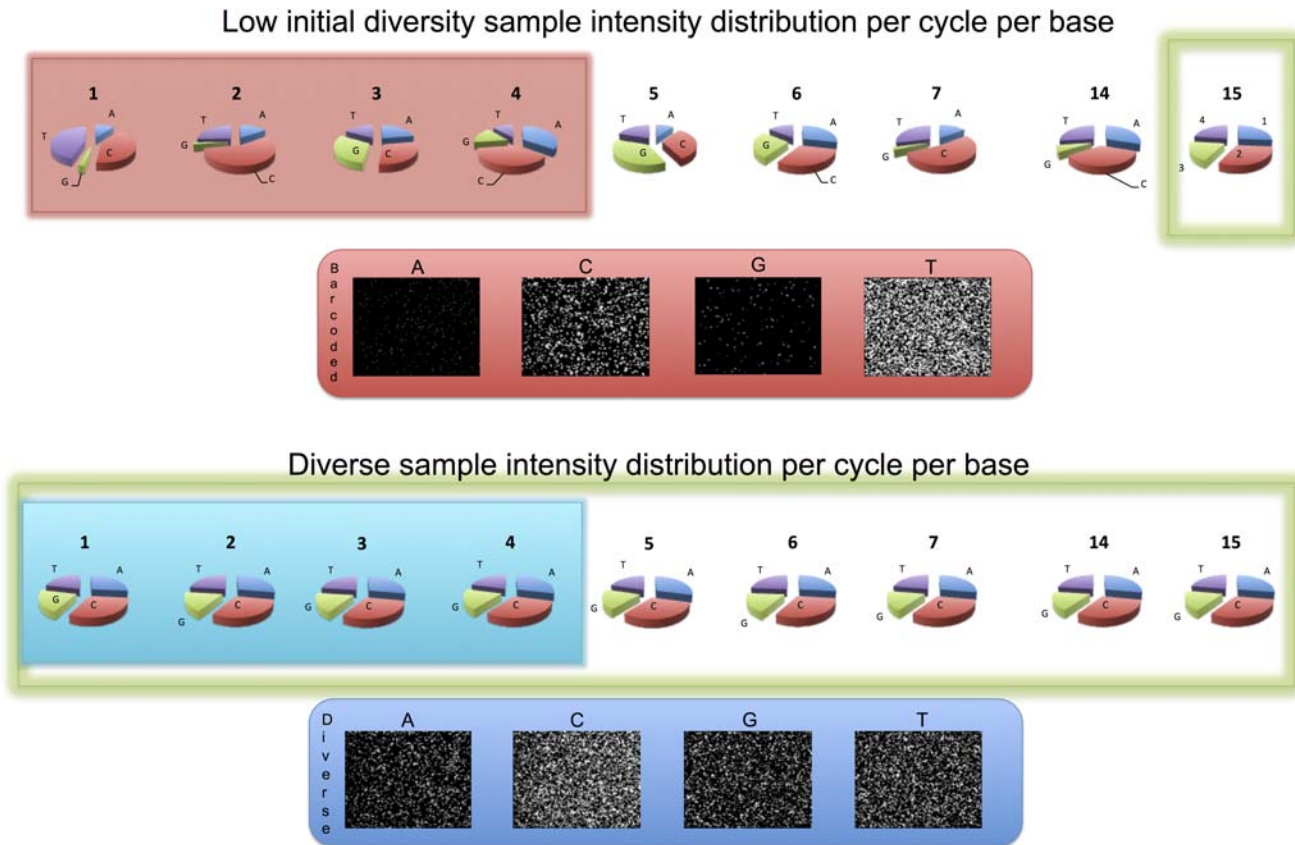 Low initial diversity sample intensity distribution per cycle per base
1 2 3 4 5 6 7 14 15
T A T A T A T A T A T A T A T A 4 1
G C G C G C G C G C G C G C G C 3 2
Barcoded
A C G T
Diverse sample intensity distribution per cycle per base
1 2 3 4 5 6 7 14 15
T A T A T A T A T A T A T A T A T A
G C G C G C G C G C G C G C G C G C
Diverse
A C G T